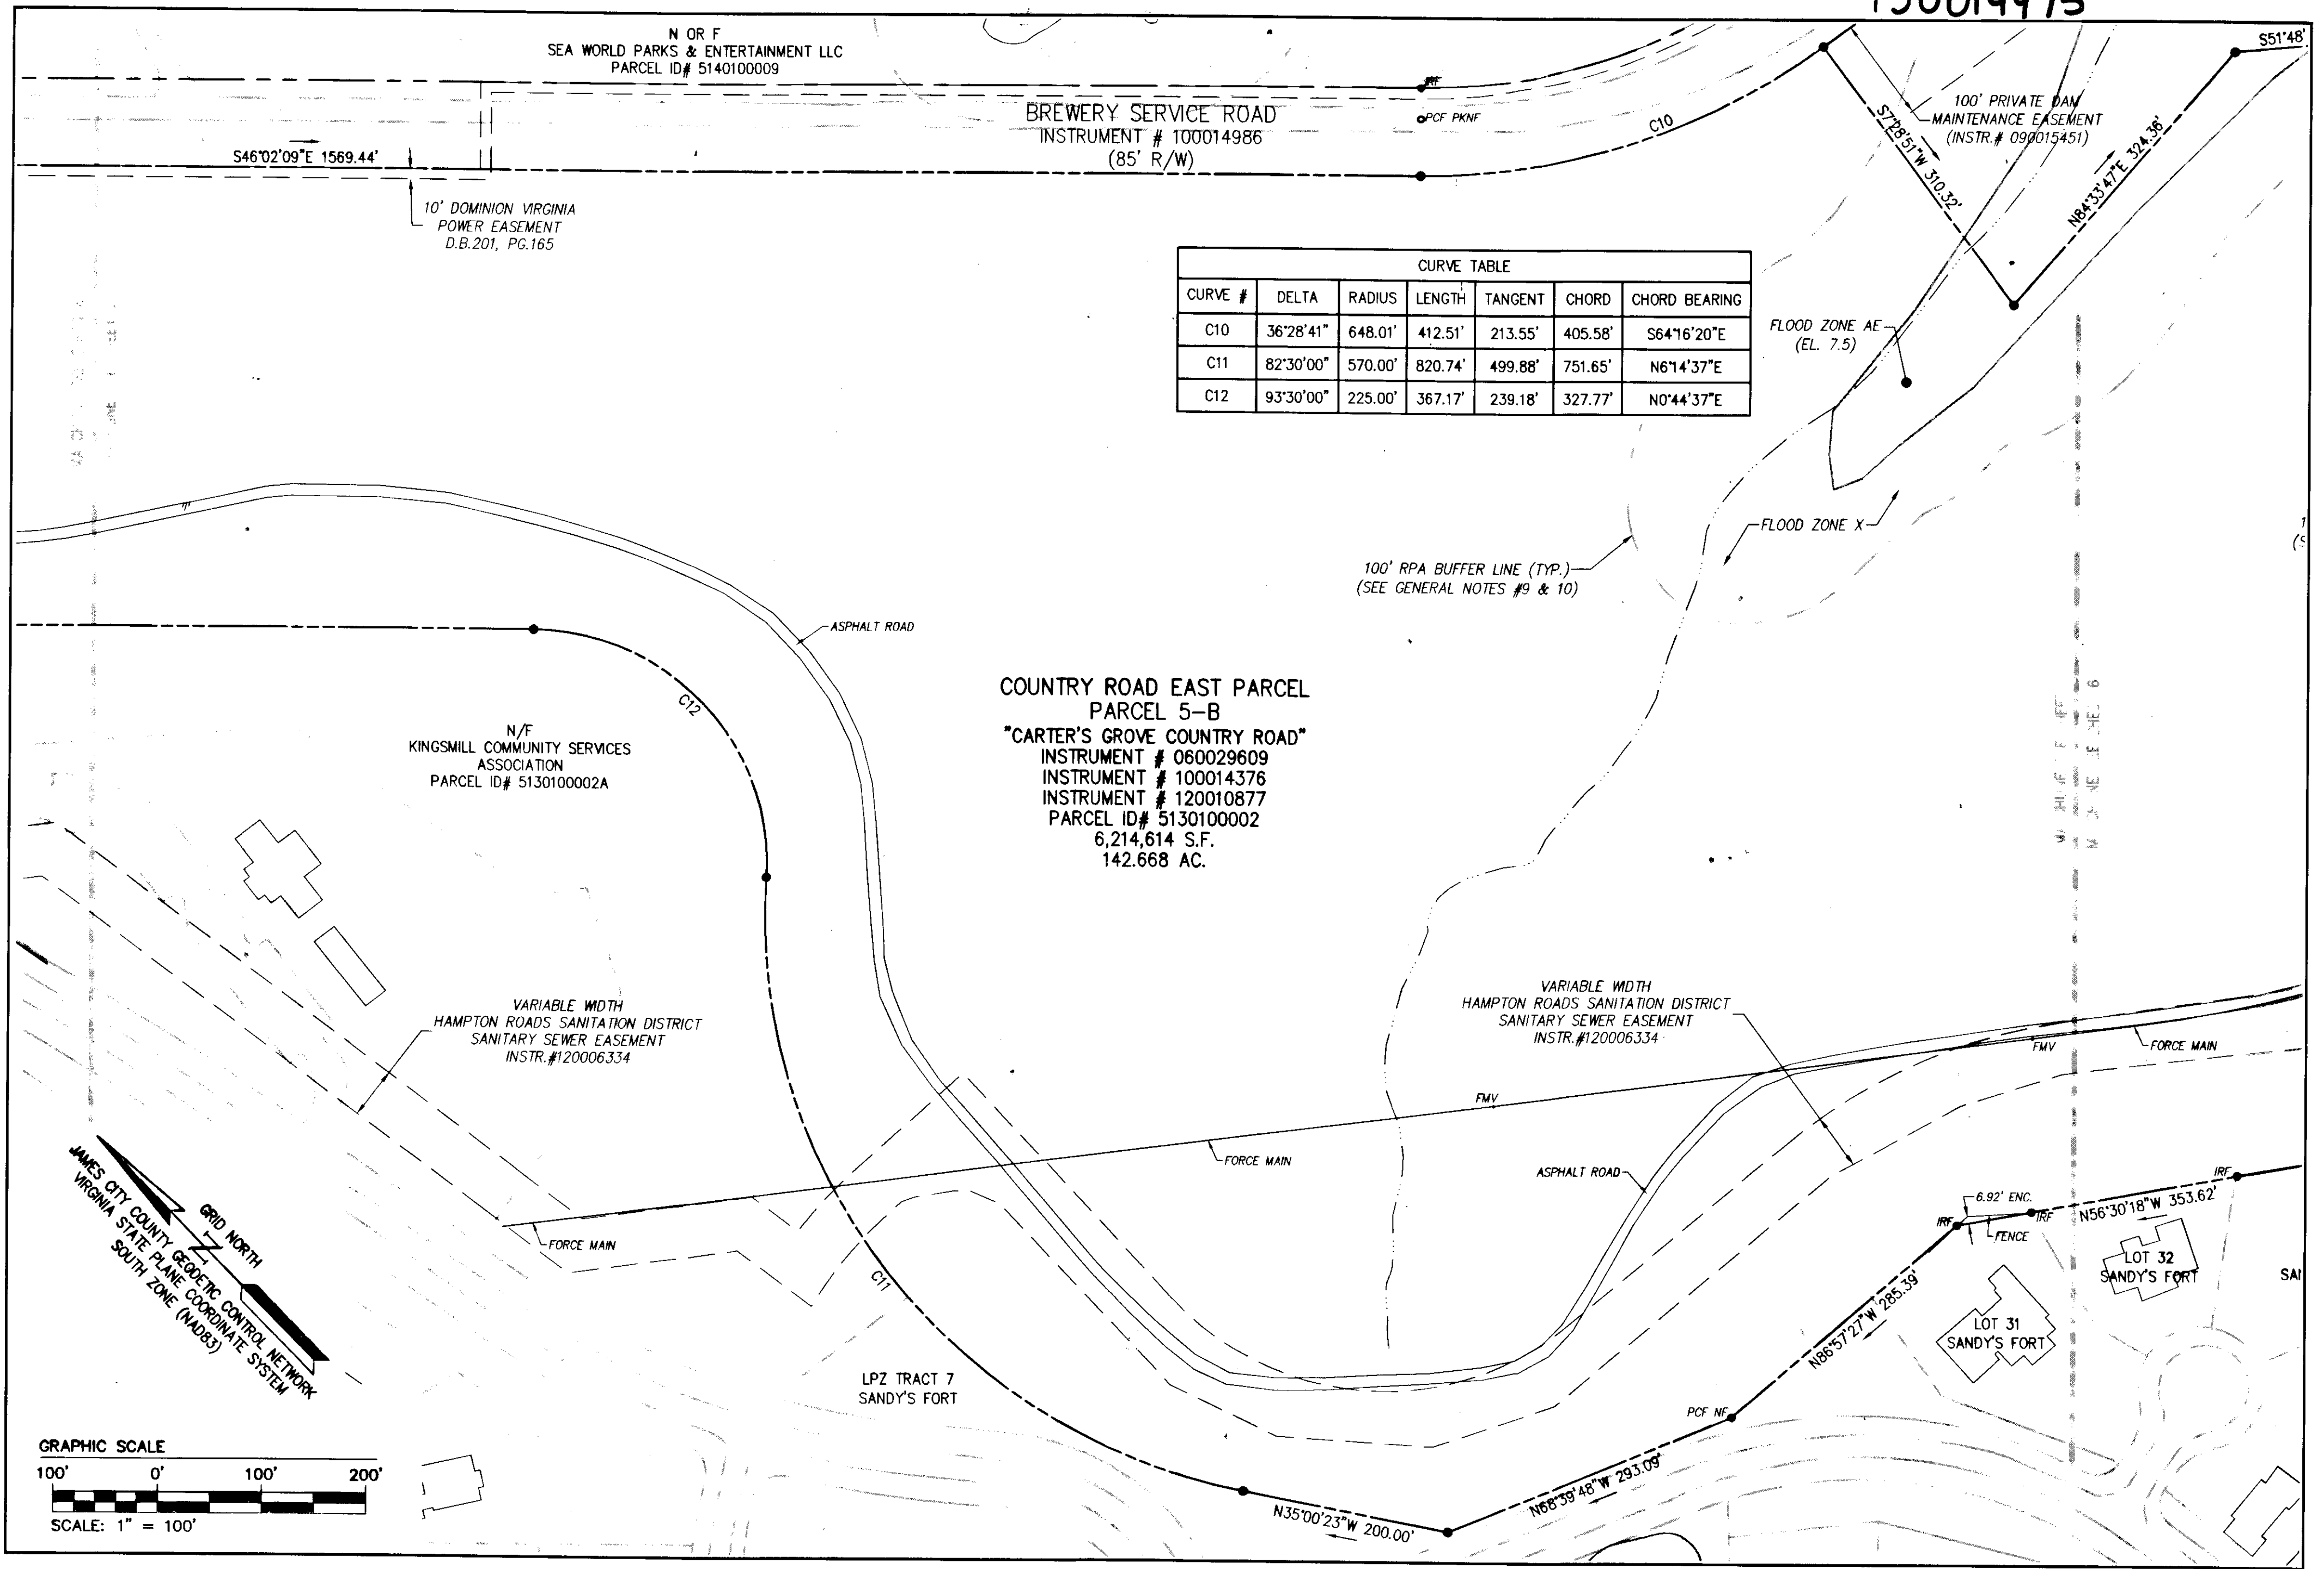 130014475
N OR F
SEA WORLD PARKS & ENTERTAINMENT LLC
PARCEL ID# 5140100009
BREWERY SERVICE ROAD
INSTRUMENT # 100014986
(85' R/W)
IRF
PCF PKNF
C10
S46°02'09"E 1569.44'
10' DOMINION VIRGINIA
POWER EASEMENT
D.B.201, PG.165
S7°28'51"W 310.32'
100' PRIVATE DAM
MAINTENANCE EASEMENT
(INSTR.# 090015451)
N84°33'47"E 324.36'
S51°48'
CURVE TABLE
CURVE # DELTA RADIUS LENGTH TANGENT CHORD CHORD BEARING
C10 36°28'41" 648.01' 412.51' 213.55' 405.58' S64°16'20"E
C11 82°30'00" 570.00' 820.74' 499.88' 751.65' N6°14'37"E
C12 93°30'00" 225.00' 367.17' 239.18' 327.77' N0°44'37"E
FLOOD ZONE AE
(EL. 7.5)
FLOOD ZONE X
100' RPA BUFFER LINE (TYP.)
(SEE GENERAL NOTES #9 & 10)
ASPHALT ROAD
C12
N/F
KINGSMILL COMMUNITY SERVICES
ASSOCIATION
PARCEL ID# 5130100002A
COUNTRY ROAD EAST PARCEL
PARCEL 5-B
"CARTER'S GROVE COUNTRY ROAD"
INSTRUMENT # 060029609
INSTRUMENT # 100014376
INSTRUMENT # 120010877
PARCEL ID# 5130100002
6,214,614 S.F.
142.668 AC.
VARIABLE WIDTH
HAMPTON ROADS SANITATION DISTRICT
SANITARY SEWER EASEMENT
INSTR.#120006334
VARIABLE WIDTH
HAMPTON ROADS SANITATION DISTRICT
SANITARY SEWER EASEMENT
INSTR.#120006334
FMV
FORCE MAIN
FMV
FORCE MAIN
FORCE MAIN
ASPHALT ROAD
C11
6.92' ENC.
IRF
IRF
FENCE
IRF
N56°30'18"W 353.62'
LOT 32
SANDY'S FORT
LOT 31
SANDY'S FORT
SAN
N86°57'27"W 285.39'
PCF NF
N68°39'48"W 293.09'
N35°00'23"W 200.00'
LPZ TRACT 7
SANDY'S FORT
GRID NORTH
JAMES CITY COUNTY GEODETIC CONTROL NETWORK
VIRGINIA STATE PLANE COORDINATE SYSTEM
SOUTH ZONE (NAD83)
GRAPHIC SCALE
100' 0' 100' 200'
SCALE: 1" = 100'